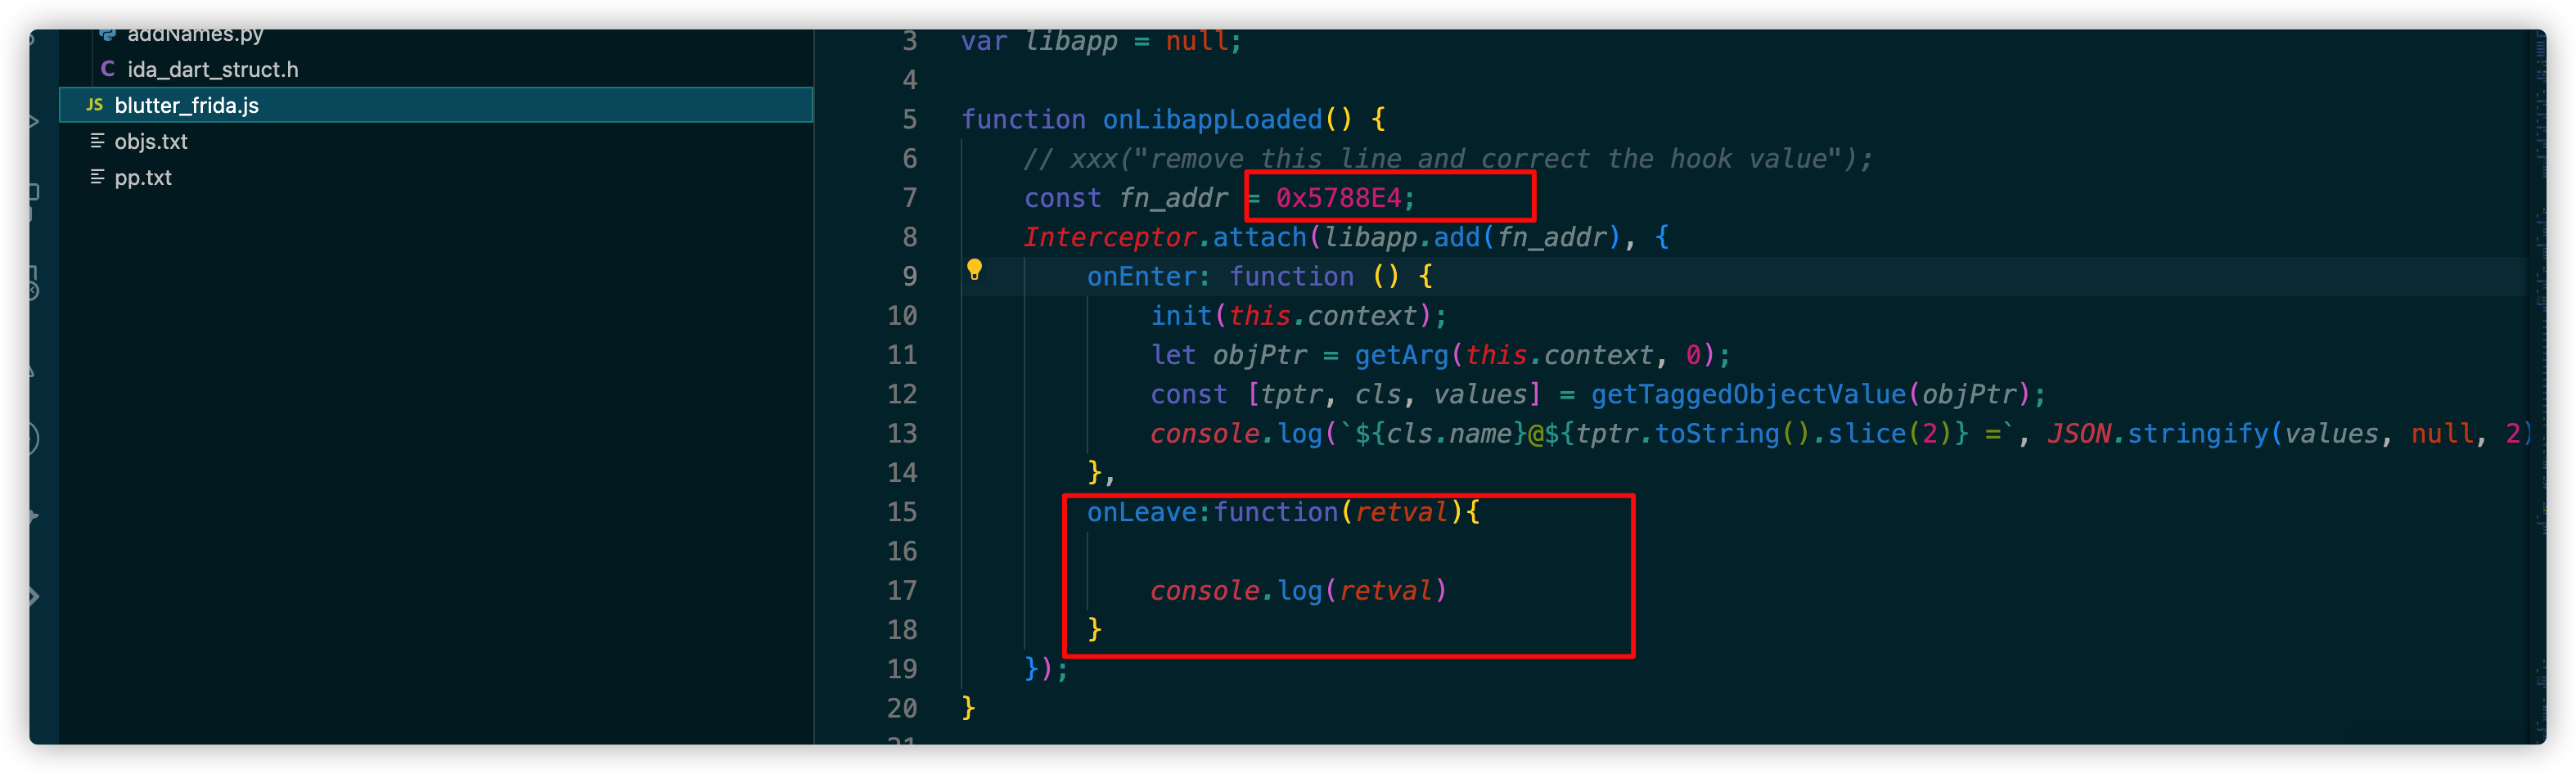 addNames.py
C ida_dart_struct.h
JS blutter_frida.js
objs.txt
pp.txt
3 var libapp = null;
4
5 function onLibappLoaded() {
6 // xxx("remove this line and correct the hook value");
7 const fn_addr = 0x5788E4;
8 Interceptor.attach(libapp.add(fn_addr), {
9 onEnter: function () {
10 init(this.context);
11 let objPtr = getArg(this.context, 0);
12 const [tptr, cls, values] = getTaggedObjectValue(objPtr);
13 console.log(`${cls.name}@${tptr.toString().slice(2)} =`, JSON.stringify(values, null, 2)
14 },
15 onLeave:function(retval){
16
17 console.log(retval)
18 }
19 });
20 }